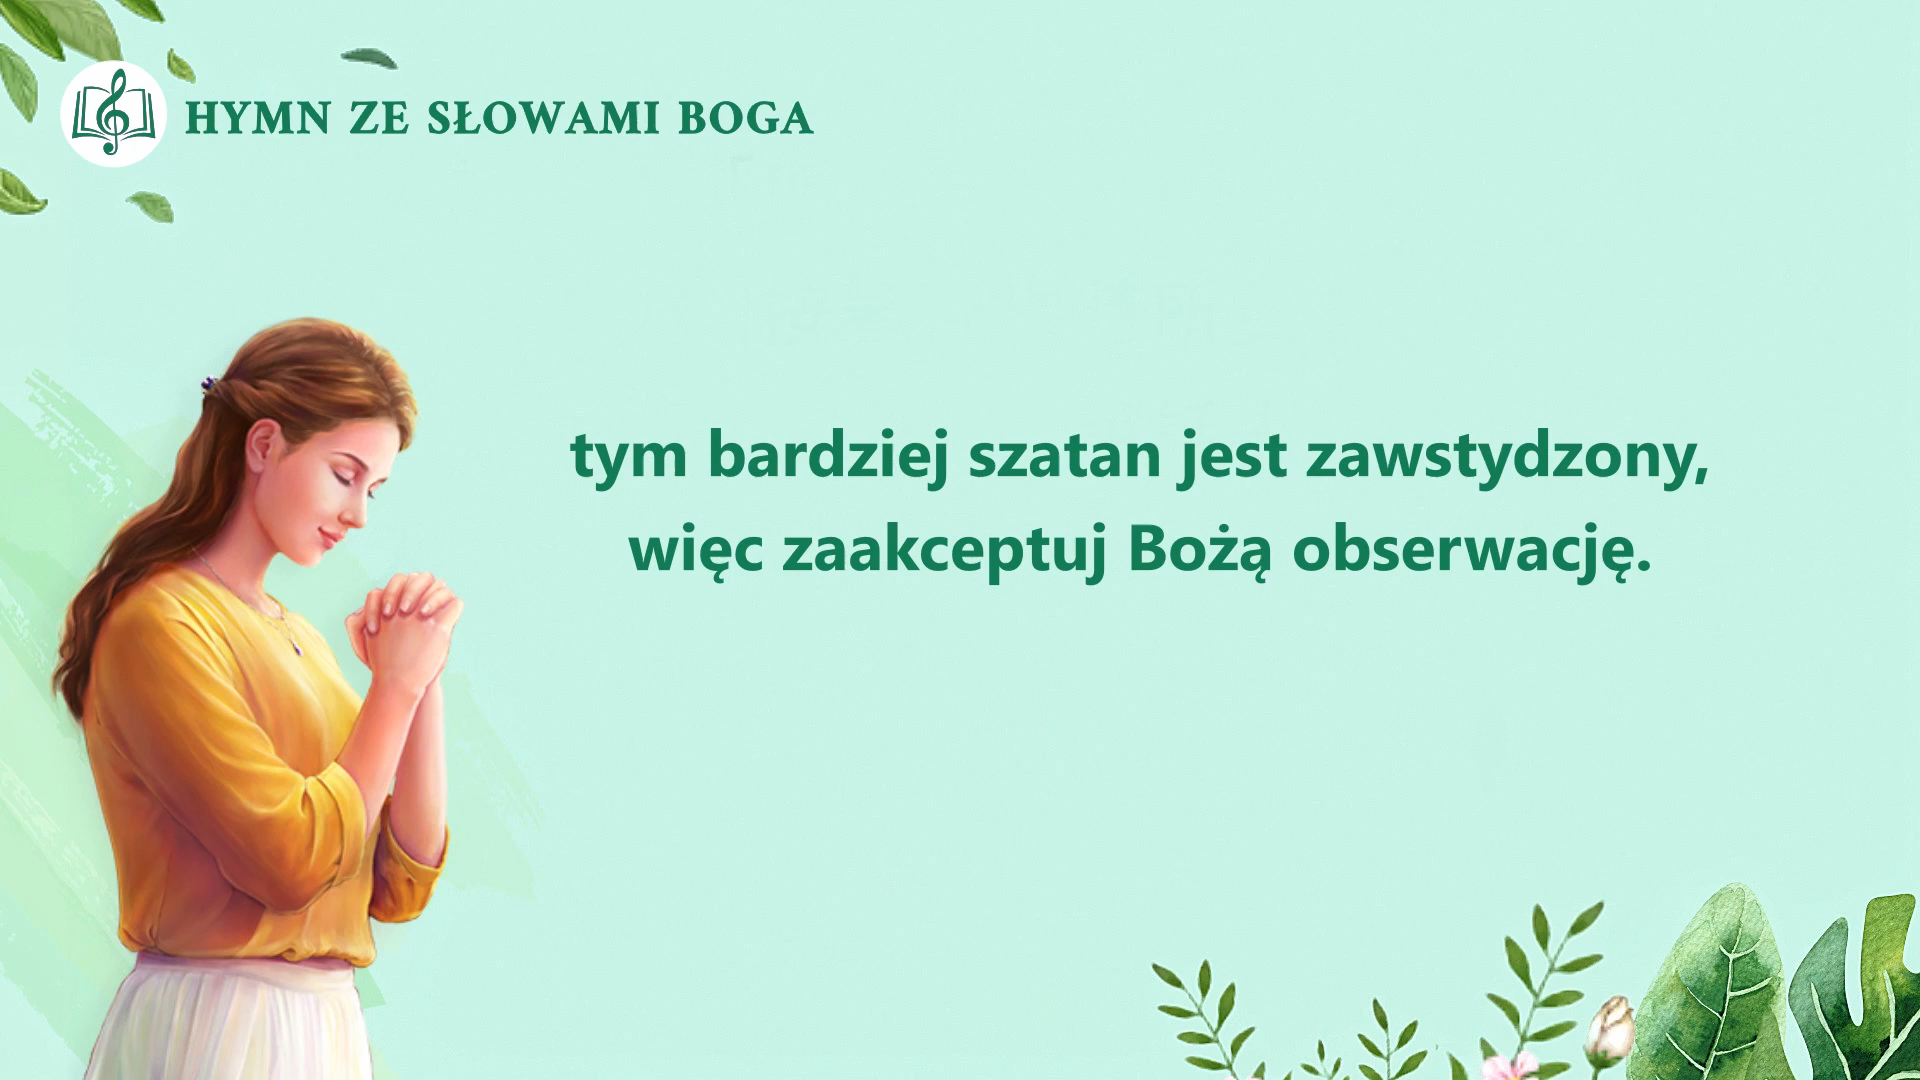 HYMN ZE SŁOWAMI BOGA
tym bardziej szatan jest zawstydzony,
więc zaakceptuj Bożą obserwację.